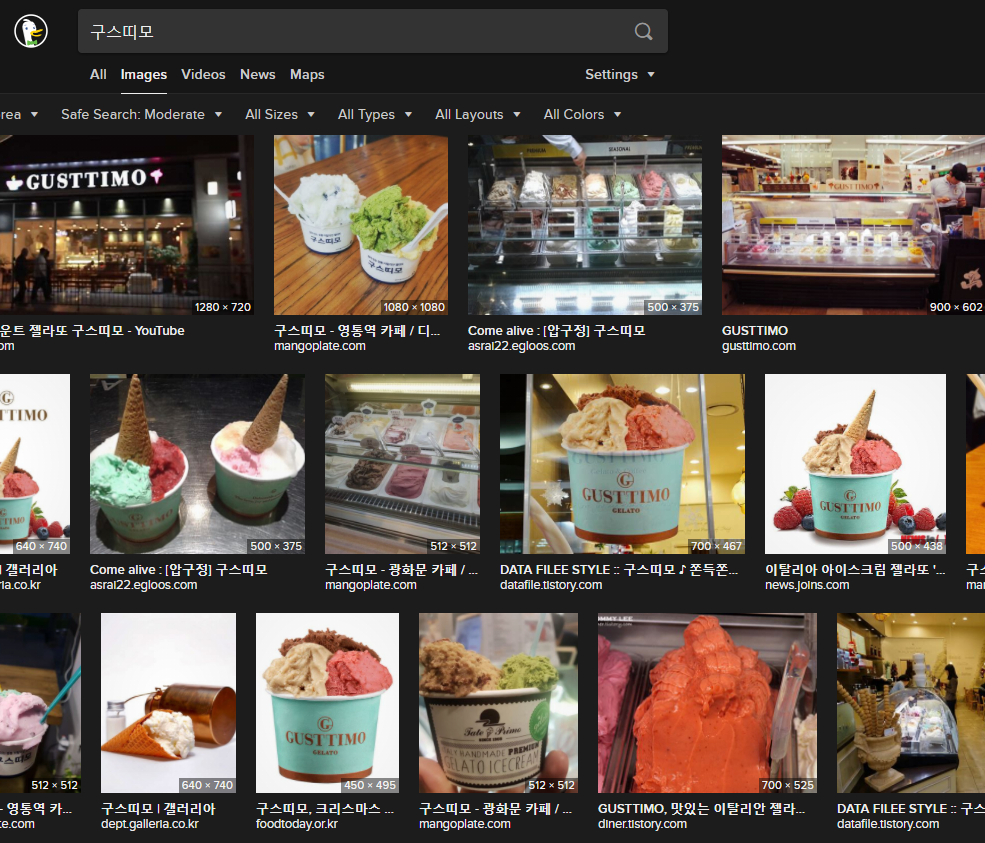 구스띠모
All Images Videos News Maps Settings
rea Safe Search: Moderate All Sizes All Types All Layouts All Colors
GUSTTIMO
구스띠모
구스띠모
PREMIUM SEASONAL
GUSTTIMO
1280 × 720
1080 × 1080
500 × 375
900 × 602
운트 젤라또 구스띠모 - YouTube
om
구스띠모 - 영통역 카페 / 디...
mangoplate.com
Come alive : [압구정] 구스띠모
asral22.egloos.com
GUSTTIMO
gusttimo.com
G
TTIMO
GUSTTIMO
G
GUSTTIMO
GELATO
G
GUSTTIMO
GELATO
640 × 740
500 × 375
512 × 512
700 × 467
500 × 438
| 갤러리아
ria.co.kr
Come alive : [압구정] 구스띠모
asral22.egloos.com
구스띠모 - 광화문 카페 / ...
mangoplate.com
DATA FILEE STYLE :: 구스띠모 ♪ 쫀득쫀...
datafile.tistory.com
이탈리아 아이스크림 젤라또 '...
news.joins.com
구스
man
G
GUSTTIMO
GELATO
Tuto Primo
HANDMADE PREMIUM
GELATO ICECREAM
512 × 512
640 × 740
450 × 495
512 × 512
700 × 525
- 영통역 카...
te.com
구스띠모 | 갤러리아
dept.galleria.co.kr
구스띠모, 크리스마스 ...
foodtoday.or.kr
구스띠모 - 광화문 카페 / ...
mangoplate.com
GUSTTIMO, 맛있는 이탈리안 젤라...
diner.tistory.com
DATA FILEE STYLE :: 구스
datafile.tistory.com